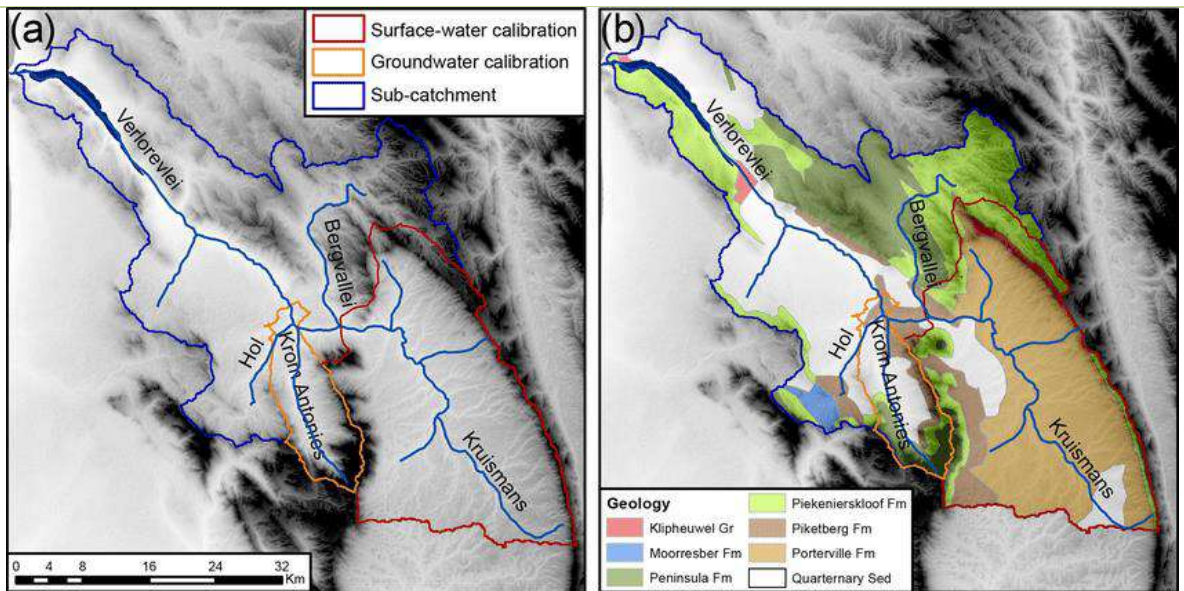 (a)
Surface-water calibration
Groundwater calibration
Sub-catchment
Verlorevlei
Bergvallei
Hol
Krom Antonies
Kruismans
0 4 8 16 24 32
Km
(b)
Verlorevlei
Bergvallei
Hol
Krom Antonies
Kruismans
Geology
Klipheuwel Gr
Moorresber Fm
Peninsula Fm
Piekenierskloof Fm
Piketberg Fm
Porterville Fm
Quarternary Sed